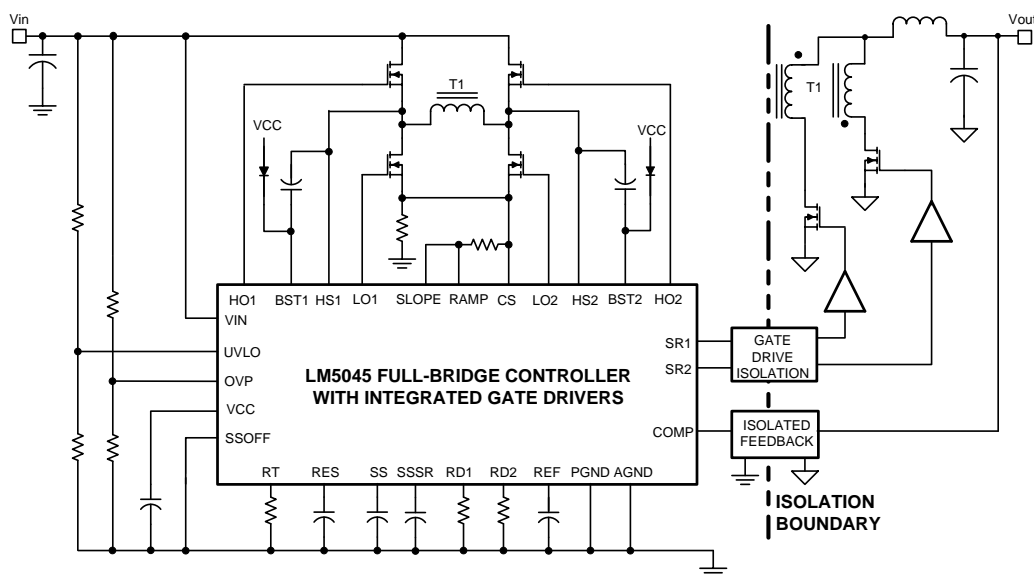 Vin
Vout
T1
T1
VCC
VCC
HO1
BST1
HS1
LO1
SLOPE
RAMP
CS
LO2
HS2
BST2
HO2
VIN
UVLO
OVP
VCC
SSOFF
LM5045 FULL-BRIDGE CONTROLLER
WITH INTEGRATED GATE DRIVERS
SR1
SR2
COMP
GATE
DRIVE
ISOLATION
ISOLATED
FEEDBACK
RT
RES
SS
SSSR
RD1
RD2
REF
PGND
AGND
ISOLATION
BOUNDARY